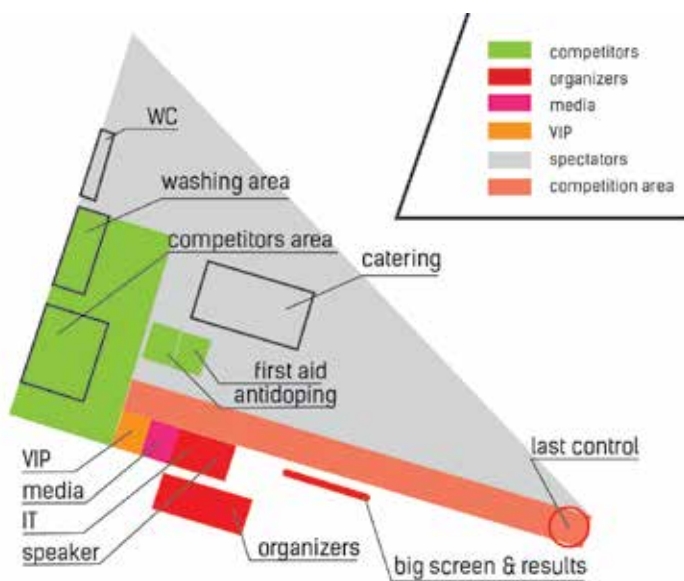 competitors
organizers
media
VIP
spectators
competition area
WC
washing area
competitors area
catering
first aid
antidoping
last control
VIP
media
IT
speaker
organizers
big screen & results